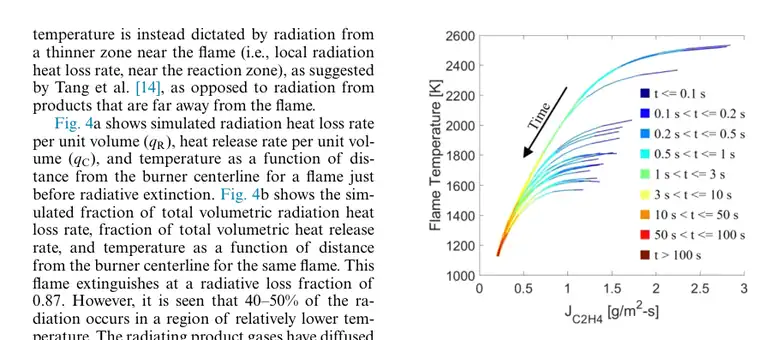 temperature is instead dictated by radiation from
a thinner zone near the flame (i.e., local radiation
heat loss rate, near the reaction zone), as suggested
by Tang et al. [14], as opposed to radiation from
products that are far away from the flame.
Fig. 4a shows simulated radiation heat loss rate
per unit volume (qR), heat release rate per unit vol-
ume (qC), and temperature as a function of dis-
tance from the burner centerline for a flame just
before radiative extinction. Fig. 4b shows the sim-
ulated fraction of total volumetric radiation heat
loss rate, fraction of total volumetric heat release
rate, and temperature as a function of distance
from the burner centerline for the same flame. This
flame extinguishes at a radiative loss fraction of
0.87. However, it is seen that 40–50% of the ra-
diation occurs in a region of relatively lower tem-
perature. The radiating product gases have diffused
Flame Temperature [K]
2600
2400
2200
2000
1800
1600
1400
1200
1000
Time
t <= 0.1 s
0.1 s < t <= 0.2 s
0.2 s < t <= 0.5 s
0.5 s < t <= 1 s
1 s < t <= 3 s
3 s < t <= 10 s
10 s < t <= 50 s
50 s < t <= 100 s
t > 100 s
0 0.5 1 1.5 2 2.5 3
JC2H4 [g/m²-s]